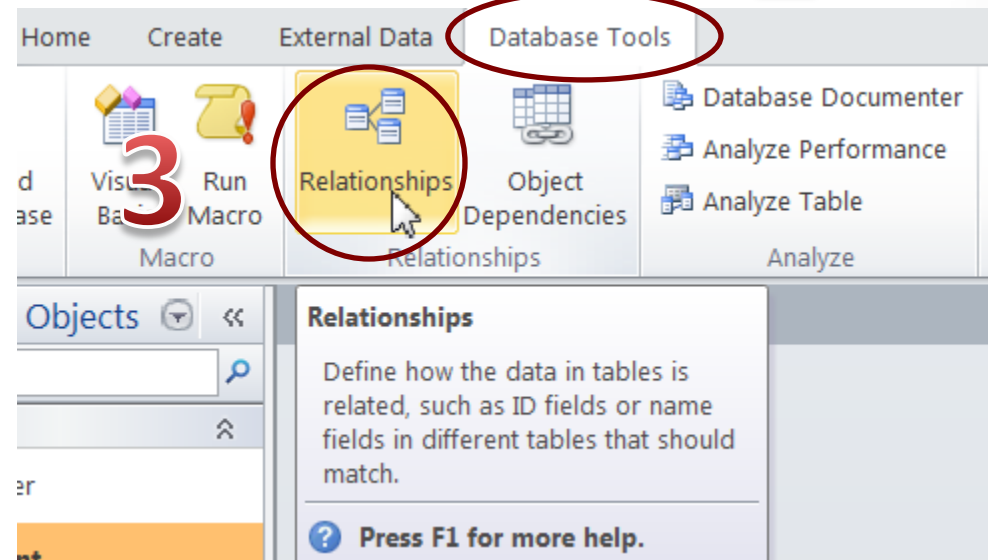 Home Create External Data Database Tools
3
Run
Macro
Macro
Relationships
Object
Dependencies
Relationships
Database Documenter
Analyze Performance
Analyze Table
Analyze
Objects
Relationships
Define how the data in tables is
related, such as ID fields or name
fields in different tables that should
match.
Press F1 for more help.